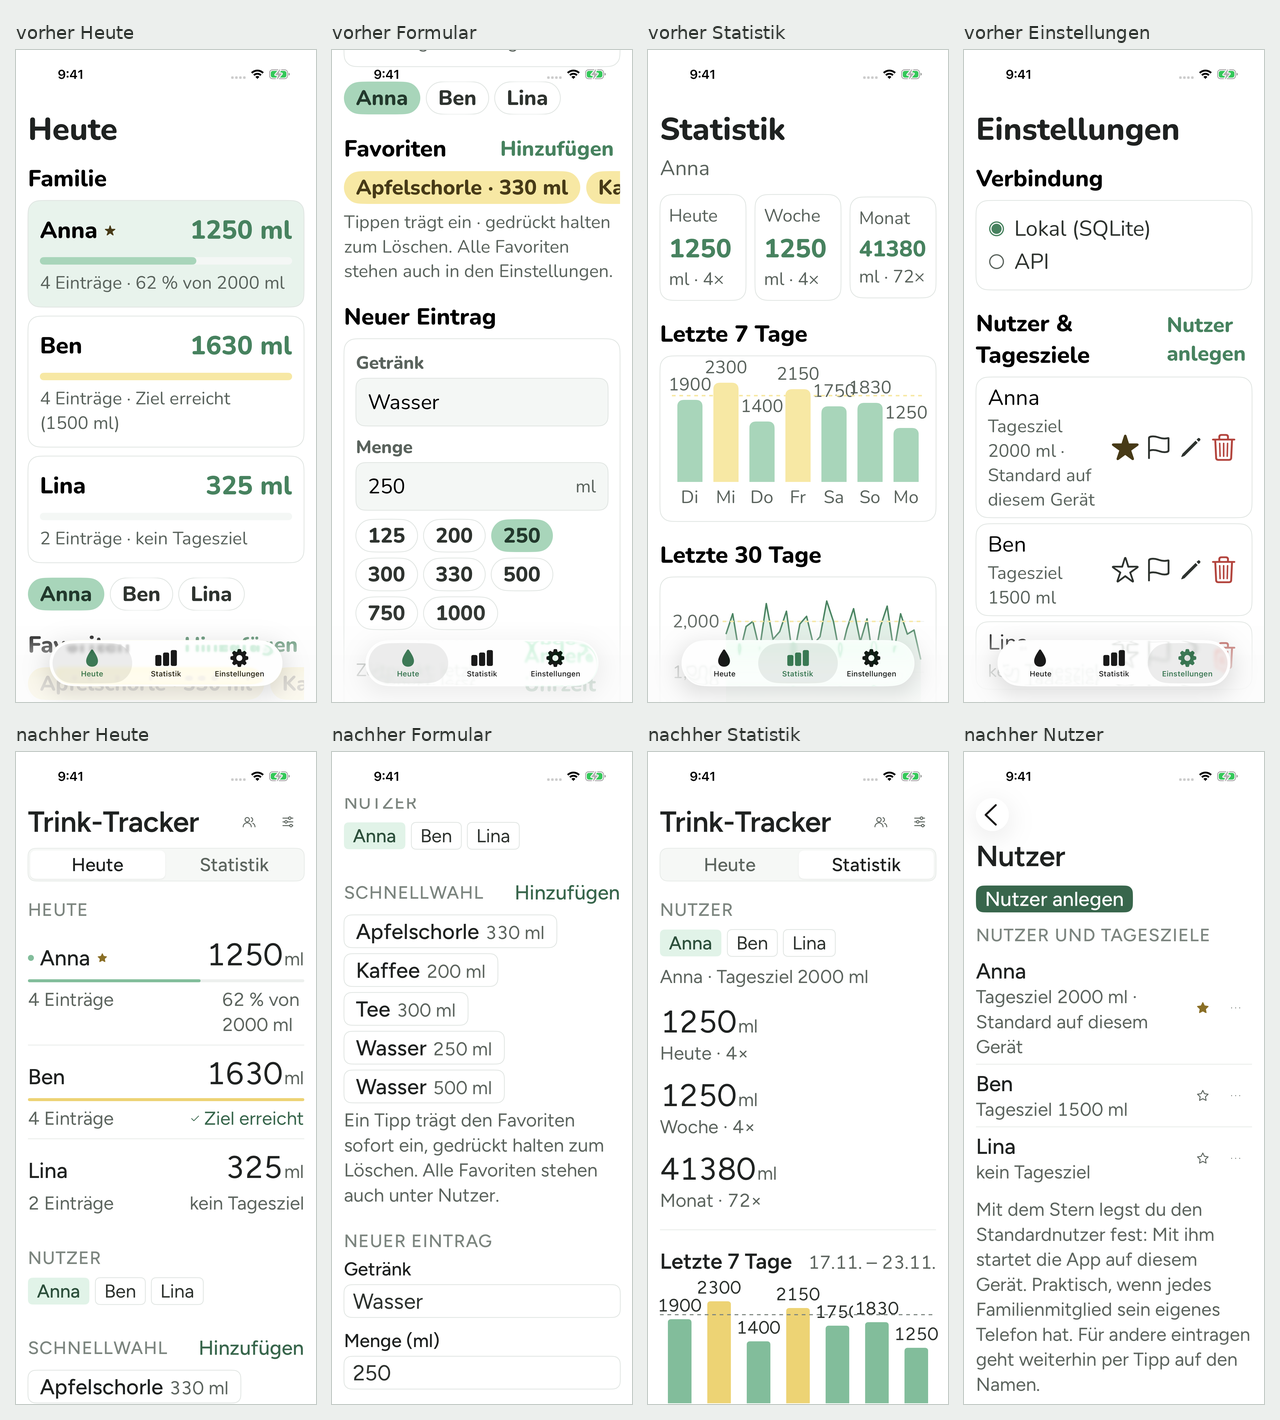 vorher Heute
9:41
Heute
Familie
Anna ★ 1250 ml
4 Einträge · 62 % von 2000 ml
Ben 1630 ml
4 Einträge · Ziel erreicht
(1500 ml)
Lina 325 ml
2 Einträge · kein Tagesziel
Anna Ben Lina
Heute Statistik Einstellungen
vorher Formular
9:41
Anna Ben Lina
Favoriten Hinzufügen
Apfelschorle · 330 ml Ka
Tippen trägt ein · gedrückt halten
zum Löschen. Alle Favoriten
stehen auch in den Einstellungen.
Neuer Eintrag
Getränk
Wasser
Menge
250 ml
125 200 250
300 330 500
750 1000
Uhrzeit
Heute Statistik Einstellungen
vorher Statistik
9:41
Statistik
Anna
Heute Woche Monat
1250 1250 41380
ml · 4× ml · 4× ml · 72×
Letzte 7 Tage
1900 2300 1400 2150 1750 1830 1250
Di Mi Do Fr Sa So Mo
Letzte 30 Tage
2,000
Heute Statistik Einstellungen
vorher Einstellungen
9:41
Einstellungen
Verbindung
Lokal (SQLite)
API
Nutzer & Nutzer
Tagesziele anlegen
Anna
Tagesziel
2000 ml ·
Standard auf
diesem Gerät
Ben
Tagesziel
1500 ml
Lina
Heute Statistik Einstellungen
nachher Heute
9:41
Trink-Tracker
Heute Statistik
HEUTE
Anna ★ 1250 ml
4 Einträge 62 % von
2000 ml
Ben 1630 ml
4 Einträge ✓ Ziel erreicht
Lina 325 ml
2 Einträge kein Tagesziel
NUTZER
Anna Ben Lina
SCHNELLWAHL Hinzufügen
Apfelschorle 330 ml
nachher Formular
9:41
NUTZER
Anna Ben Lina
SCHNELLWAHL Hinzufügen
Apfelschorle 330 ml
Kaffee 200 ml
Tee 300 ml
Wasser 250 ml
Wasser 500 ml
Ein Tipp trägt den Favoriten
sofort ein, gedrückt halten zum
Löschen. Alle Favoriten stehen
auch unter Nutzer.
NEUER EINTRAG
Getränk
Wasser
Menge (ml)
250
nachher Statistik
9:41
Trink-Tracker
Heute Statistik
NUTZER
Anna Ben Lina
Anna · Tagesziel 2000 ml
1250 ml
Heute · 4×
1250 ml
Woche · 4×
41380 ml
Monat · 72×
Letzte 7 Tage 17.11. – 23.11.
1900 2300 1400 2150 1750 1830 1250
nachher Nutzer
9:41
Nutzer
Nutzer anlegen
NUTZER UND TAGESZIELE
Anna
Tagesziel 2000 ml ·
Standard auf diesem
Gerät
Ben
Tagesziel 1500 ml
Lina
kein Tagesziel
Mit dem Stern legst du den
Standardnutzer fest: Mit ihm
startet die App auf diesem
Gerät. Praktisch, wenn jedes
Familienmitglied sein eigenes
Telefon hat. Für andere eintragen
geht weiterhin per Tipp auf den
Namen.